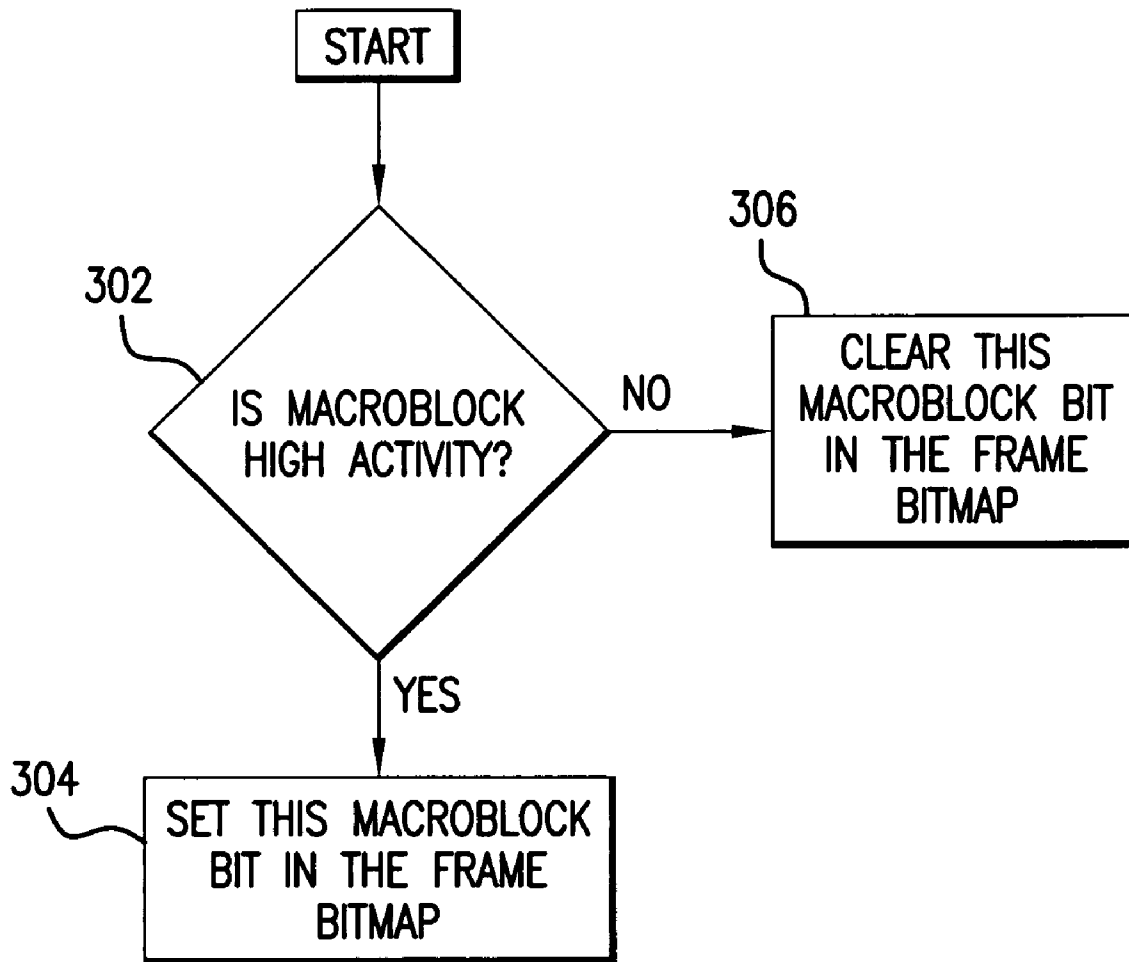 START
302
IS MACROBLOCK
HIGH ACTIVITY?
NO
306
CLEAR THIS
MACROBLOCK BIT
IN THE FRAME
BITMAP
YES
304
SET THIS MACROBLOCK
BIT IN THE FRAME
BITMAP